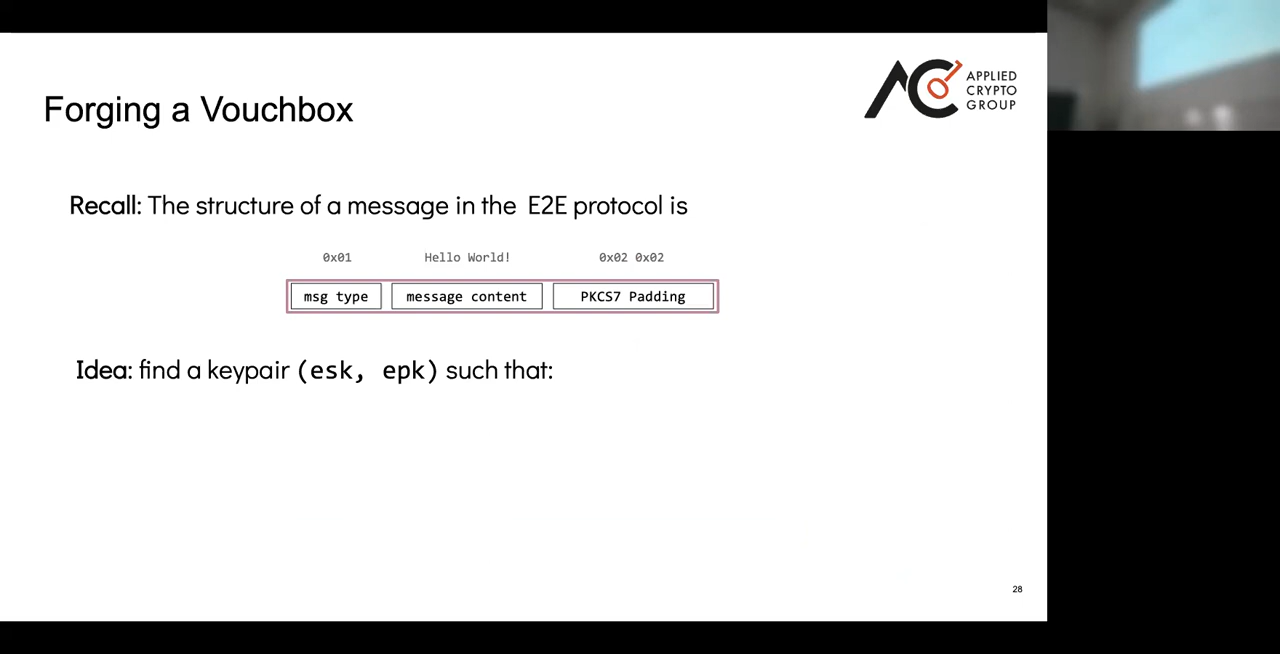 APPLIED
CRYPTO
GROUP
Forging a Vouchbox
Recall: The structure of a message in the E2E protocol is
0x01 Hello World! 0x02 0x02
msg type message content PKCS7 Padding
Idea: find a keypair (esk, epk) such that:
28